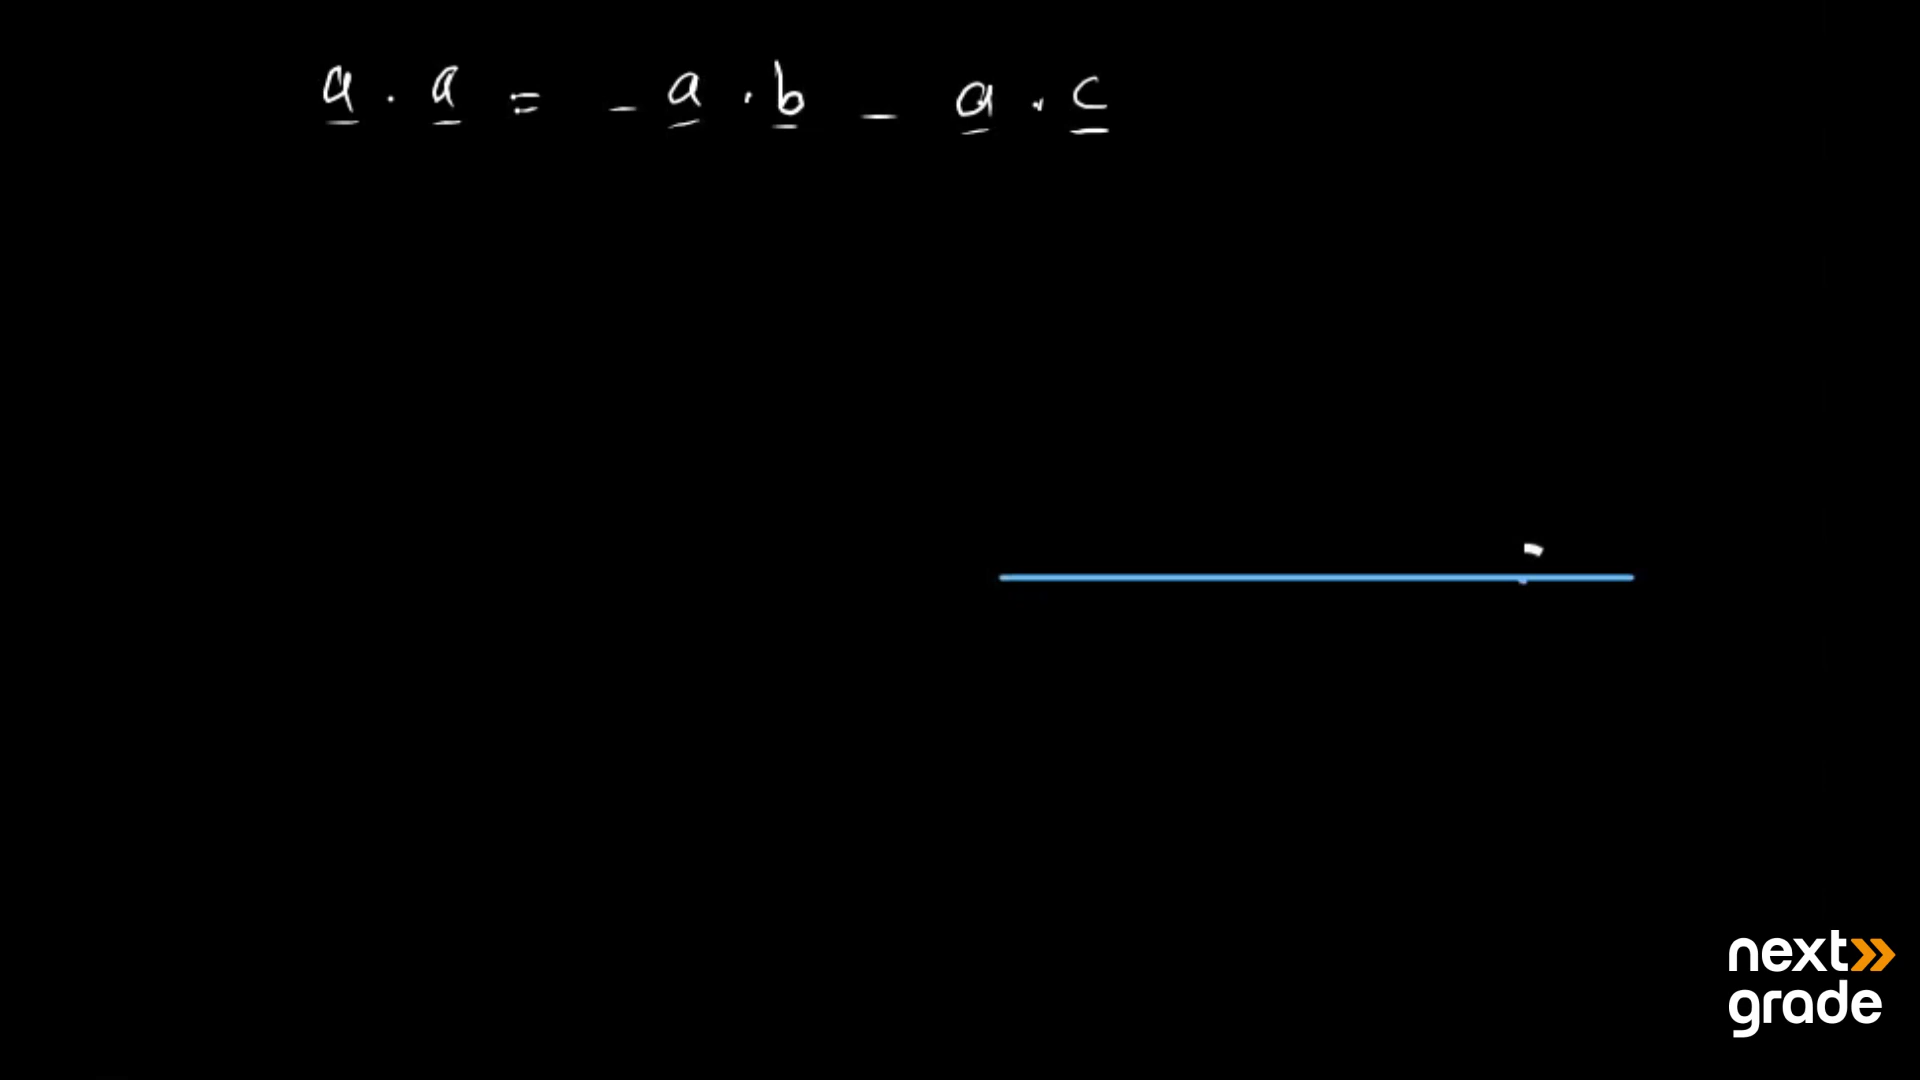 a . a = - a . b - a . c
next
grade